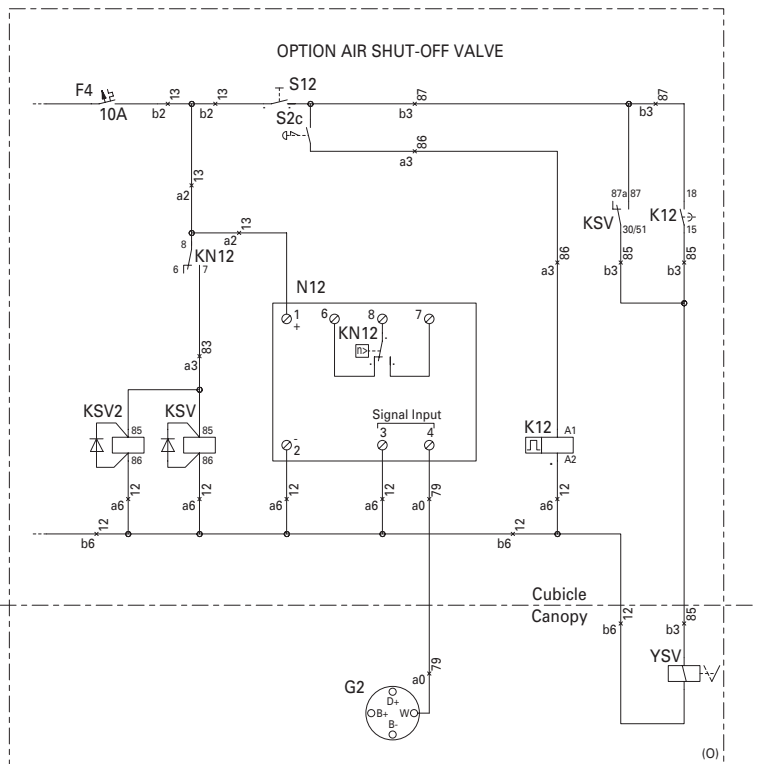 OPTION AIR SHUT-OFF VALVE
F4
10A
13
b2
13
b2
S12
S2c
87
b3
87
b3
86
a3
13
a2
13
a2
8
KN12
6
7
87a
87
KSV
30/51
18
K12
15
86
a3
85
b3
85
b3
N12
1
+
6
8
7
KN12
n>
83
a3
KSV2
85
86
KSV
85
86
Signal Input
-
2
3
4
K12
A1
A2
12
a6
12
a6
12
a6
12
a6
79
a0
12
a6
12
b6
12
b6
Cubicle
Canopy
12
b6
85
b3
79
a0
YSV
G2
D+
B+
W
B-
(O)